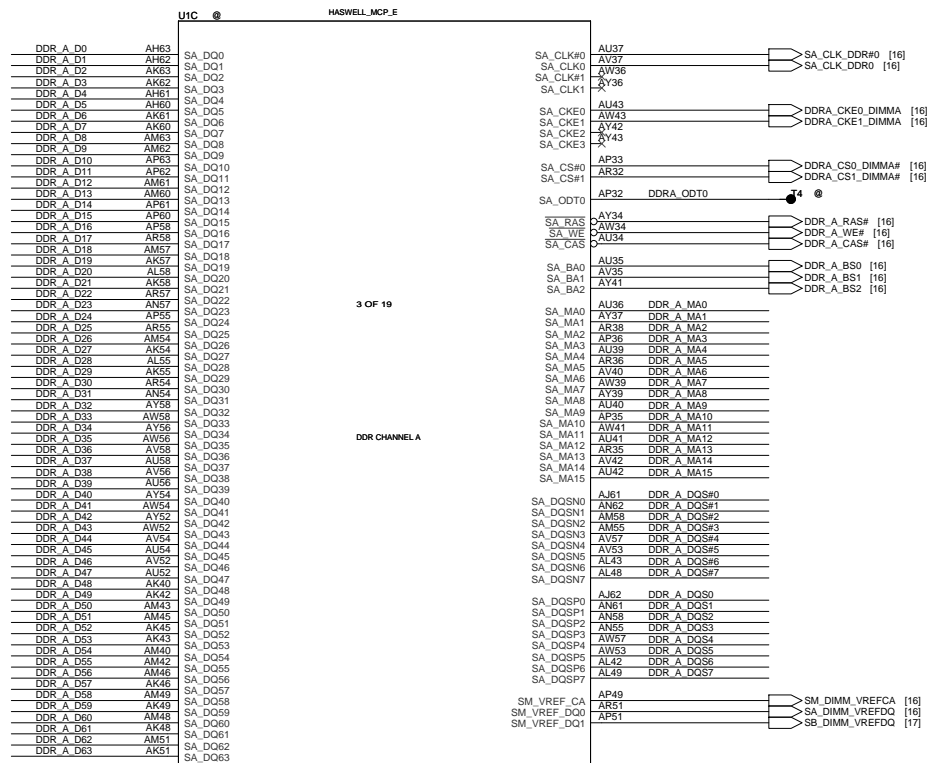 U1C @ HASWELL_MCP_E
DDR_A_D0 AH63 SA_DQ0
DDR_A_D1 AH62 SA_DQ1
DDR_A_D2 AK63 SA_DQ2
DDR_A_D3 AK62 SA_DQ3
DDR_A_D4 AH61 SA_DQ4
DDR_A_D5 AH60 SA_DQ5
DDR_A_D6 AK61 SA_DQ6
DDR_A_D7 AK60 SA_DQ7
DDR_A_D8 AM63 SA_DQ8
DDR_A_D9 AM62 SA_DQ9
DDR_A_D10 AP63 SA_DQ10
DDR_A_D11 AP62 SA_DQ11
DDR_A_D12 AM61 SA_DQ12
DDR_A_D13 AM60 SA_DQ13
DDR_A_D14 AP61 SA_DQ14
DDR_A_D15 AP60 SA_DQ15
DDR_A_D16 AP58 SA_DQ16
DDR_A_D17 AR58 SA_DQ17
DDR_A_D18 AM57 SA_DQ18
DDR_A_D19 AK57 SA_DQ19
DDR_A_D20 AL58 SA_DQ20
DDR_A_D21 AK58 SA_DQ21
DDR_A_D22 AR57 SA_DQ22
DDR_A_D23 AN57 SA_DQ23
DDR_A_D24 AP55 SA_DQ24
DDR_A_D25 AR55 SA_DQ25
DDR_A_D26 AM54 SA_DQ26
DDR_A_D27 AK54 SA_DQ27
DDR_A_D28 AL55 SA_DQ28
DDR_A_D29 AK55 SA_DQ29
DDR_A_D30 AR54 SA_DQ30
DDR_A_D31 AN54 SA_DQ31
DDR_A_D32 AY58 SA_DQ32
DDR_A_D33 AW58 SA_DQ33
DDR_A_D34 AY56 SA_DQ34
DDR_A_D35 AW56 SA_DQ35
DDR_A_D36 AV58 SA_DQ36
DDR_A_D37 AU58 SA_DQ37
DDR_A_D38 AV56 SA_DQ38
DDR_A_D39 AU56 SA_DQ39
DDR_A_D40 AY54 SA_DQ40
DDR_A_D41 AW54 SA_DQ41
DDR_A_D42 AY52 SA_DQ42
DDR_A_D43 AW52 SA_DQ43
DDR_A_D44 AV54 SA_DQ44
DDR_A_D45 AU54 SA_DQ45
DDR_A_D46 AV52 SA_DQ46
DDR_A_D47 AU52 SA_DQ47
DDR_A_D48 AK40 SA_DQ48
DDR_A_D49 AK42 SA_DQ49
DDR_A_D50 AM43 SA_DQ50
DDR_A_D51 AM45 SA_DQ51
DDR_A_D52 AK45 SA_DQ52
DDR_A_D53 AK43 SA_DQ53
DDR_A_D54 AM40 SA_DQ54
DDR_A_D55 AM42 SA_DQ55
DDR_A_D56 AM46 SA_DQ56
DDR_A_D57 AK46 SA_DQ57
DDR_A_D58 AM49 SA_DQ58
DDR_A_D59 AK49 SA_DQ59
DDR_A_D60 AM48 SA_DQ60
DDR_A_D61 AK48 SA_DQ61
DDR_A_D62 AM51 SA_DQ62
DDR_A_D63 AK51 SA_DQ63
3 OF 19
DDR CHANNEL A
SA_CLK#0 AU37 SA_CLK_DDR#0 [16]
SA_CLK0 AV37 SA_CLK_DDR0 [16]
SA_CLK#1 AW36
SA_CLK1 AY36
SA_CKE0 AU43 DDRA_CKE0_DIMMA [16]
SA_CKE1 AW43 DDRA_CKE1_DIMMA [16]
SA_CKE2 AY42
SA_CKE3 AY43
SA_CS#0 AP33 DDRA_CS0_DIMMA# [16]
SA_CS#1 AR32 DDRA_CS1_DIMMA# [16]
SA_ODT0 AP32 DDRA_ODT0 T4 @
SA_RAS AY34 DDR_A_RAS# [16]
SA_WE AW34 DDR_A_WE# [16]
SA_CAS AU34 DDR_A_CAS# [16]
SA_BA0 AU35 DDR_A_BS0 [16]
SA_BA1 AV35 DDR_A_BS1 [16]
SA_BA2 AY41 DDR_A_BS2 [16]
SA_MA0 AU36 DDR_A_MA0
SA_MA1 AY37 DDR_A_MA1
SA_MA2 AR38 DDR_A_MA2
SA_MA3 AP36 DDR_A_MA3
SA_MA4 AU39 DDR_A_MA4
SA_MA5 AR36 DDR_A_MA5
SA_MA6 AV40 DDR_A_MA6
SA_MA7 AW39 DDR_A_MA7
SA_MA8 AY39 DDR_A_MA8
SA_MA9 AU40 DDR_A_MA9
SA_MA10 AP35 DDR_A_MA10
SA_MA11 AW41 DDR_A_MA11
SA_MA12 AU41 DDR_A_MA12
SA_MA13 AR35 DDR_A_MA13
SA_MA14 AV42 DDR_A_MA14
SA_MA15 AU42 DDR_A_MA15
SA_DQSN0 AJ61 DDR_A_DQS#0
SA_DQSN1 AN62 DDR_A_DQS#1
SA_DQSN2 AM58 DDR_A_DQS#2
SA_DQSN3 AM55 DDR_A_DQS#3
SA_DQSN4 AV57 DDR_A_DQS#4
SA_DQSN5 AV53 DDR_A_DQS#5
SA_DQSN6 AL43 DDR_A_DQS#6
SA_DQSN7 AL48 DDR_A_DQS#7
SA_DQSP0 AJ62 DDR_A_DQS0
SA_DQSP1 AN61 DDR_A_DQS1
SA_DQSP2 AN58 DDR_A_DQS2
SA_DQSP3 AN55 DDR_A_DQS3
SA_DQSP4 AW57 DDR_A_DQS4
SA_DQSP5 AW53 DDR_A_DQS5
SA_DQSP6 AL42 DDR_A_DQS6
SA_DQSP7 AL49 DDR_A_DQS7
SM_VREF_CA AP49 SM_DIMM_VREFCA [16]
SM_VREF_DQ0 AR51 SA_DIMM_VREFDQ [16]
SM_VREF_DQ1 AP51 SB_DIMM_VREFDQ [17]